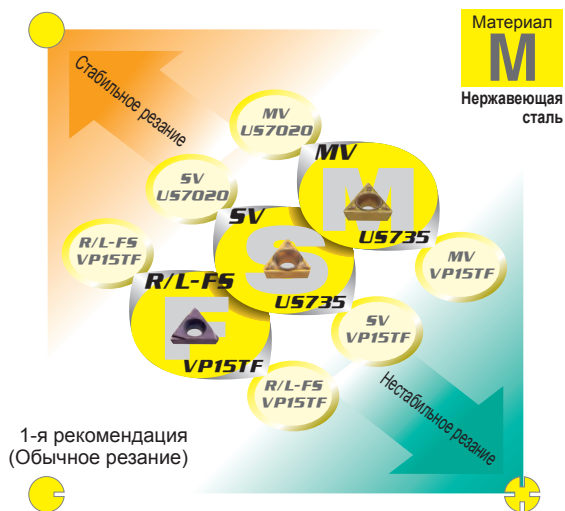 Материал
M
Нержавеющая
сталь
Стабильное резание
MV
US7020
SV
US7020
R/L-FS
VP15TF
MV
M
US735
SV
S
US735
R/L-FS
F
VP15TF
MV
VP15TF
SV
VP15TF
R/L-FS
VP15TF
Нестабильное резание
1-я рекомендация
(Обычное резание)